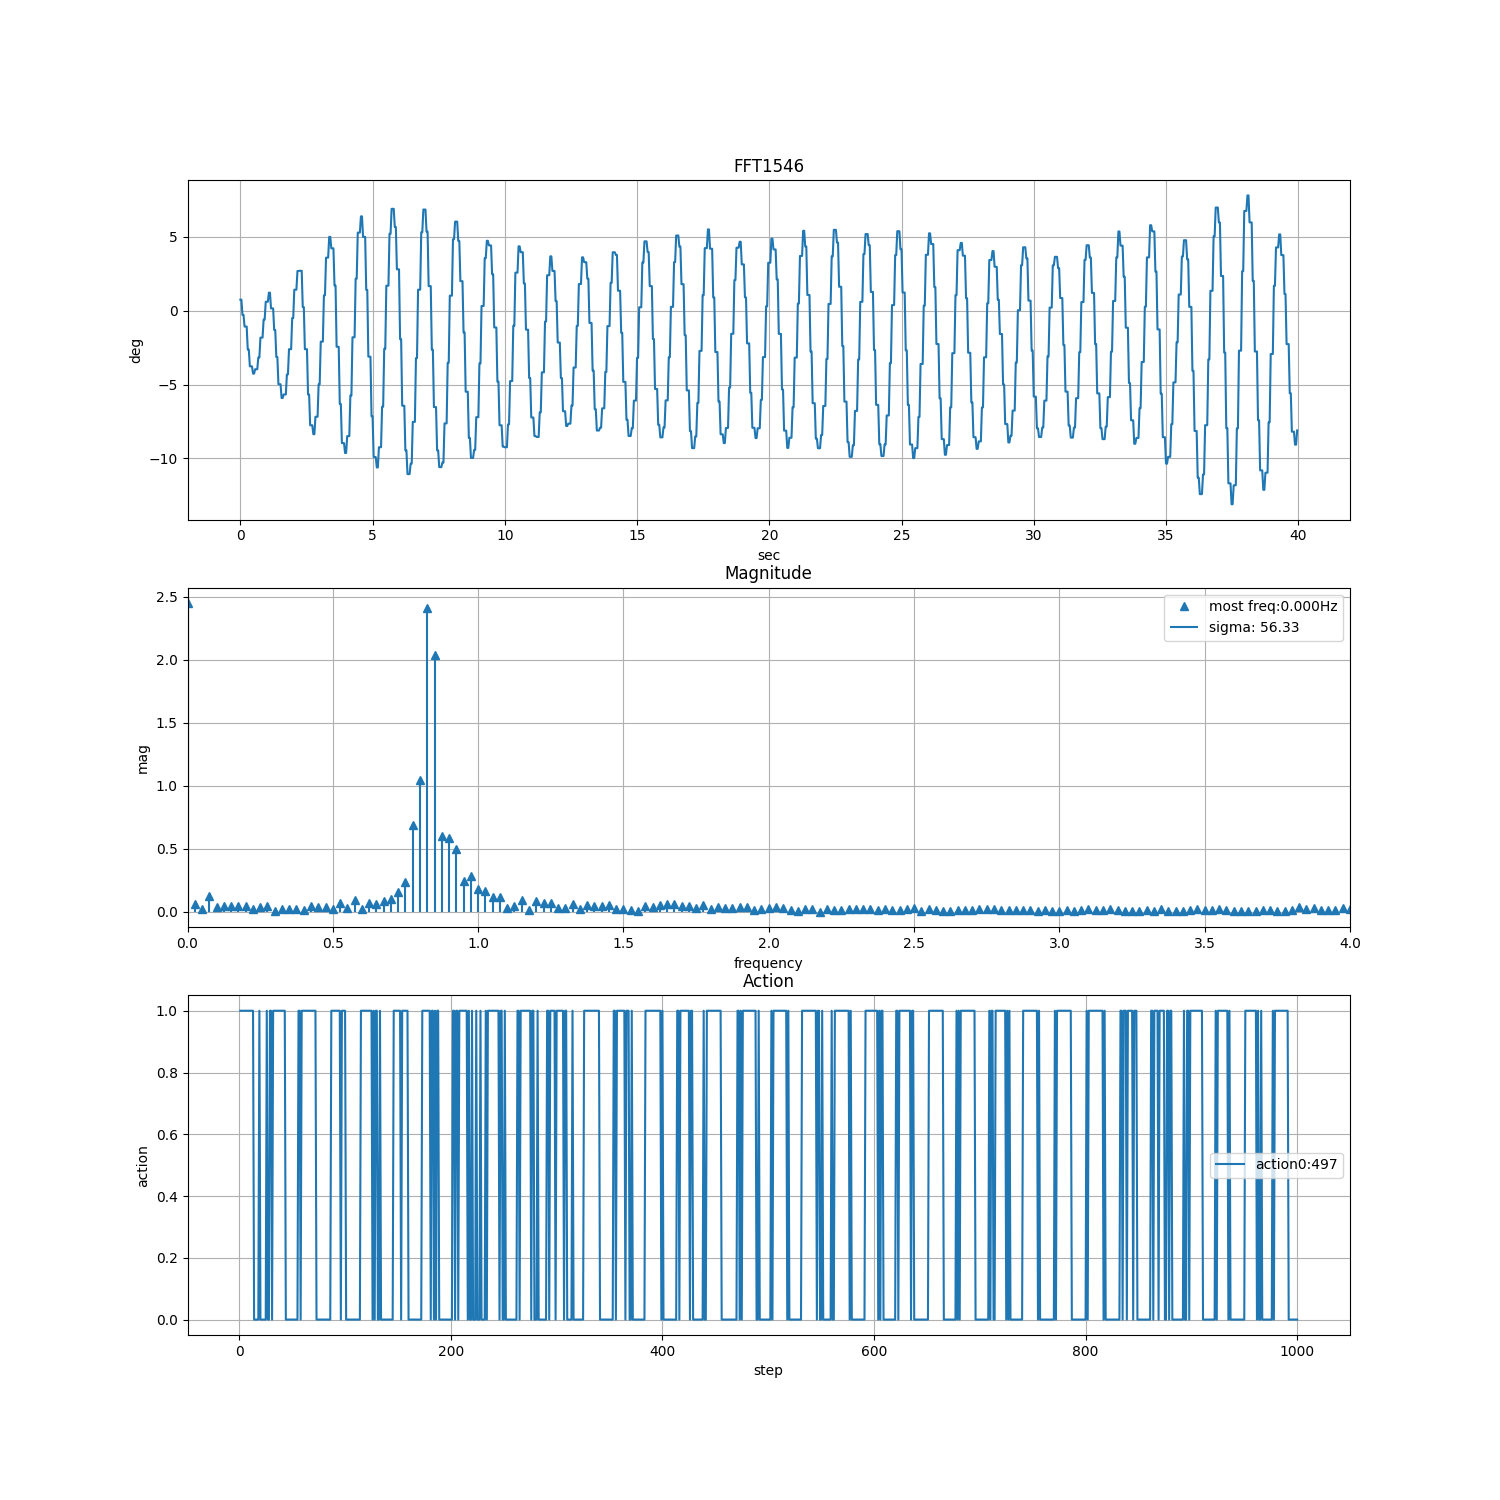 FFT1546
5
0
−5
−10
deg
0 5 10 15 20 25 30 35 40
sec
Magnitude
2.5
2.0
1.5
1.0
0.5
0.0
mag
most freq:0.000Hz
sigma: 56.33
0.0 0.5 1.0 1.5 2.0 2.5 3.0 3.5 4.0
frequency
Action
1.0
0.8
0.6
0.4
0.2
0.0
action
action0:497
0 200 400 600 800 1000
step